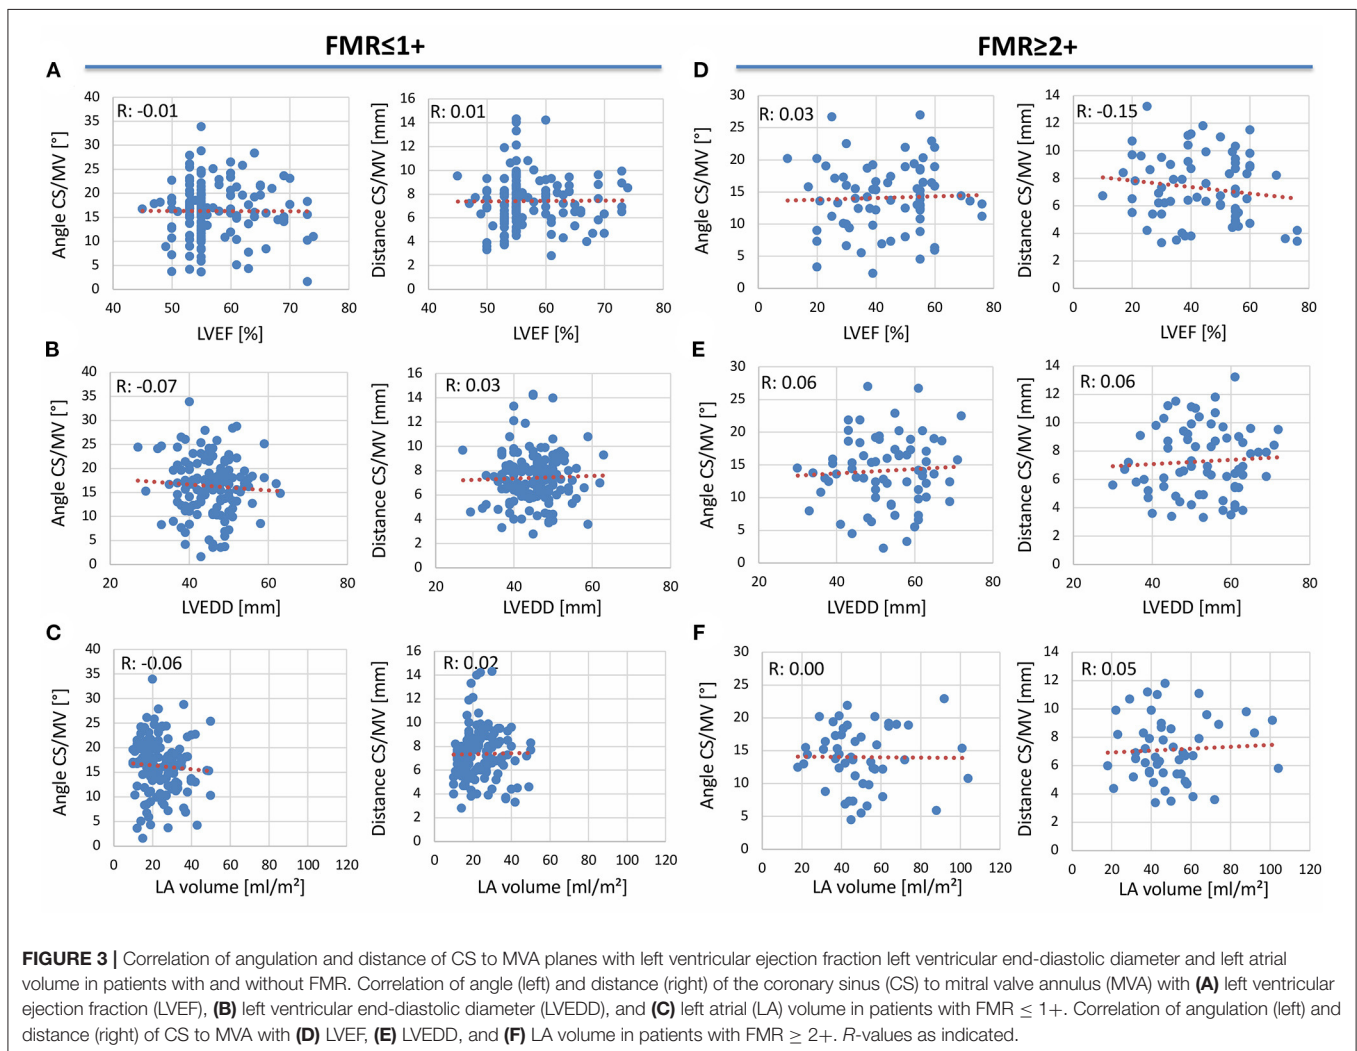 FMR≤1+
FMR≥2+
A
R: -0.01
Angle CS/MV [°]
40
35
30
25
20
15
10
5
0
40 50 60 70 80
LVEF [%]
R: 0.01
Distance CS/MV [mm]
16
14
12
10
8
6
4
2
0
40 50 60 70 80
LVEF [%]
D
R: 0.03
Angle CS/MV [°]
30
25
20
15
10
5
0
0 20 40 60 80
LVEF [%]
R: -0.15
Distance CS/MV [mm]
14
12
10
8
6
4
2
0
0 20 40 60 80
LVEF [%]
B
R: -0.07
Angle CS/MV [°]
40
35
30
25
20
15
10
5
0
20 40 60 80
LVEDD [mm]
R: 0.03
Distance CS/MV [mm]
16
14
12
10
8
6
4
2
0
20 40 60 80
LVEDD [mm]
E
R: 0.06
Angle CS/MV [°]
30
25
20
15
10
5
0
20 40 60 80
LVEDD [mm]
R: 0.06
Distance CS/MV [mm]
14
12
10
8
6
4
2
0
20 40 60 80
LVEDD [mm]
C
R: -0.06
Angle CS/MV [°]
40
35
30
25
20
15
10
5
0
0 20 40 60 80 100 120
LA volume [ml/m²]
R: 0.02
Distance CS/MV [mm]
16
14
12
10
8
6
4
2
0
0 20 40 60 80 100 120
LA volume [ml/m²]
F
R: 0.00
Angle CS/MV [°]
30
25
20
15
10
5
0
0 20 40 60 80 100 120
LA volume [ml/m²]
R: 0.05
Distance CS/MV [mm]
14
12
10
8
6
4
2
0
0 20 40 60 80 100 120
LA volume [ml/m²]
FIGURE 3 | Correlation of angulation and distance of CS to MVA planes with left ventricular ejection fraction left ventricular end-diastolic diameter and left atrial
volume in patients with and without FMR. Correlation of angle (left) and distance (right) of the coronary sinus (CS) to mitral valve annulus (MVA) with (A) left ventricular
ejection fraction (LVEF), (B) left ventricular end-diastolic diameter (LVEDD), and (C) left atrial (LA) volume in patients with FMR ≤ 1+. Correlation of angulation (left) and
distance (right) of CS to MVA with (D) LVEF, (E) LVEDD, and (F) LA volume in patients with FMR ≥ 2+. R-values as indicated.